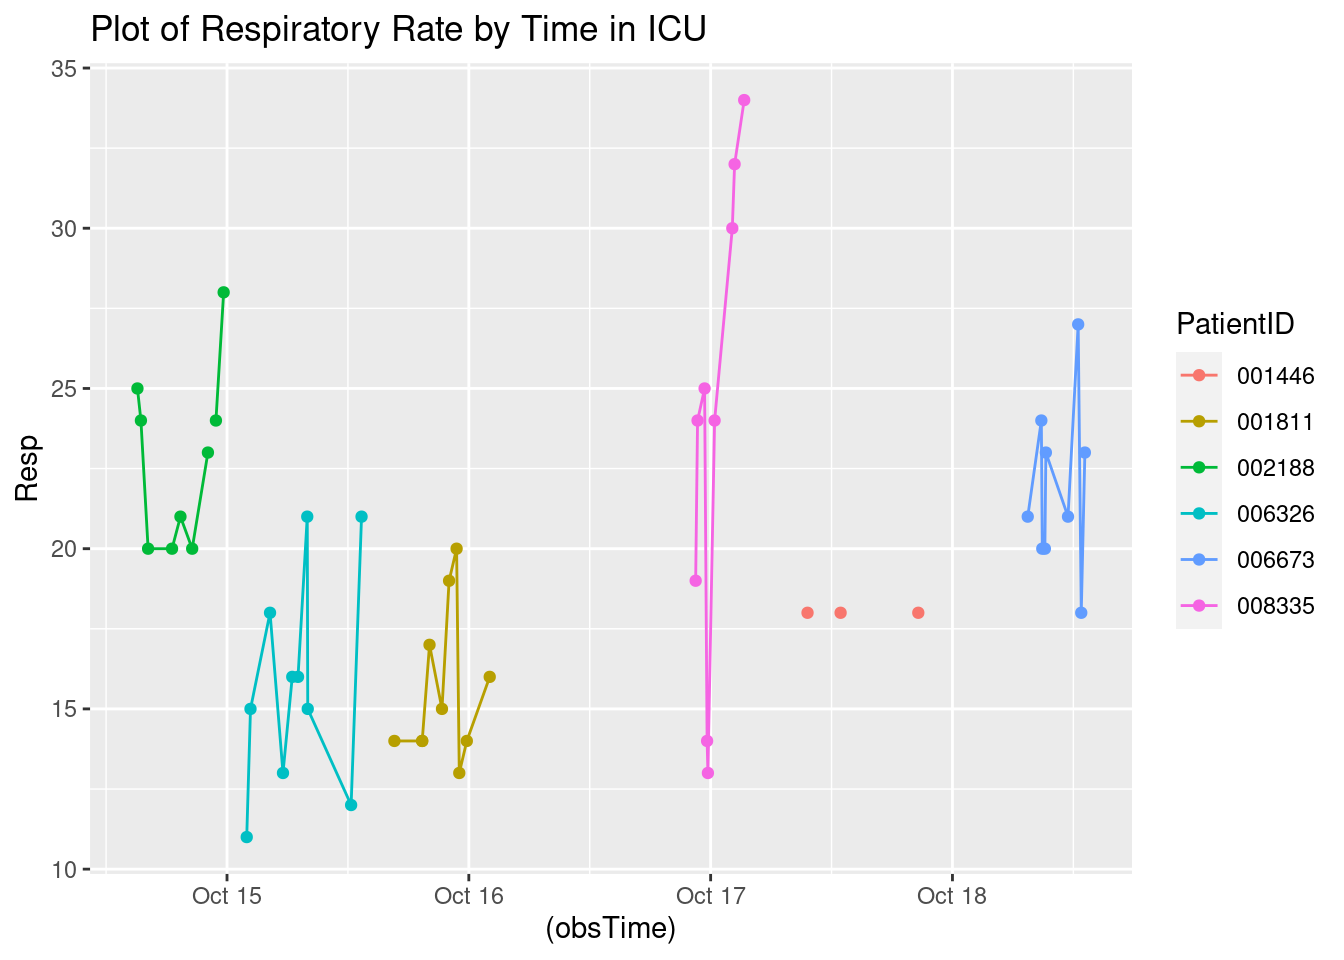 Plot of Respiratory Rate by Time in ICU
35
30
25
20
15
10
Resp
Oct 15 Oct 16 Oct 17 Oct 18
(obsTime)
PatientID
001446
001811
002188
006326
006673
008335